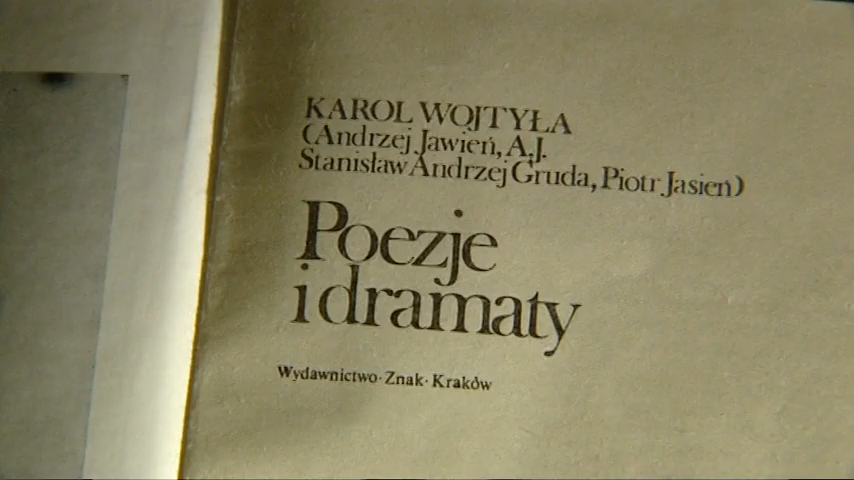 KAROL WOJTYŁA
(Andrzej Jawień, A.J.
Stanisław Andrzej Gruda, Piotr Jasień)
Poezje
i dramaty
Wydawnictwo · Znak · Kraków